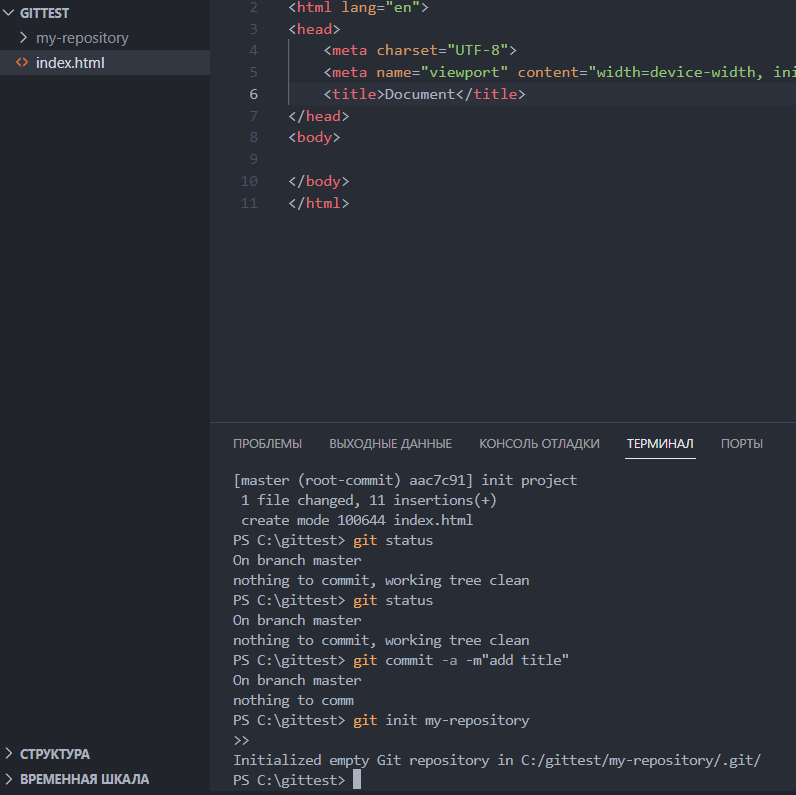 GITTEST
my-repository
index.html
2 <html lang="en">
3 <head>
4 <meta charset="UTF-8">
5 <meta name="viewport" content="width=device-width, ini
6 <title>Document</title>
7 </head>
8 <body>
9
10 </body>
11 </html>
ПРОБЛЕМЫ ВЫХОДНЫЕ ДАННЫЕ КОНСОЛЬ ОТЛАДКИ ТЕРМИНАЛ ПОРТЫ
[master (root-commit) aac7c91] init project
1 file changed, 11 insertions(+)
create mode 100644 index.html
PS C:\gittest> git status
On branch master
nothing to commit, working tree clean
PS C:\gittest> git status
On branch master
nothing to commit, working tree clean
PS C:\gittest> git commit -a -m"add title"
On branch master
nothing to comm
PS C:\gittest> git init my-repository
>>
Initialized empty Git repository in C:/gittest/my-repository/.git/
PS C:\gittest>
СТРУКТУРА
ВРЕМЕННАЯ ШКАЛА